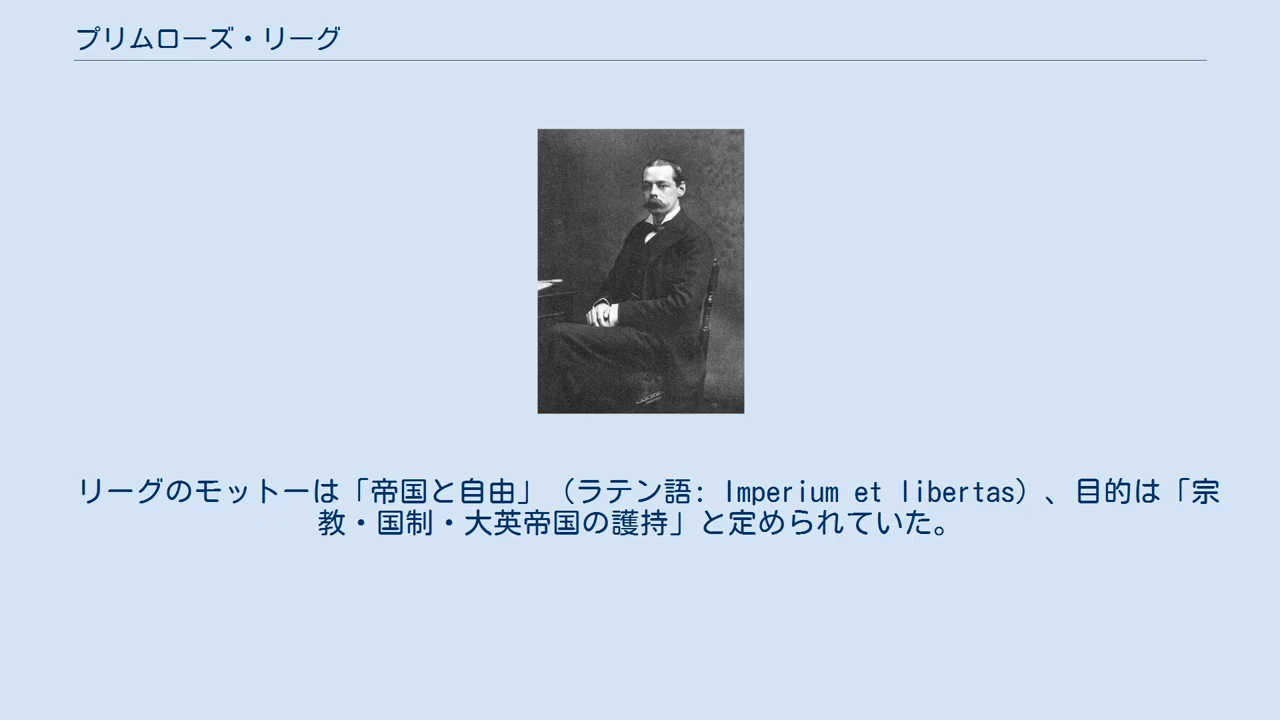 プリムローズ・リーグ
リーグのモットーは「帝国と自由」（ラテン語: Imperium et libertas）、目的は「宗
教・国制・大英帝国の護持」と定められていた。